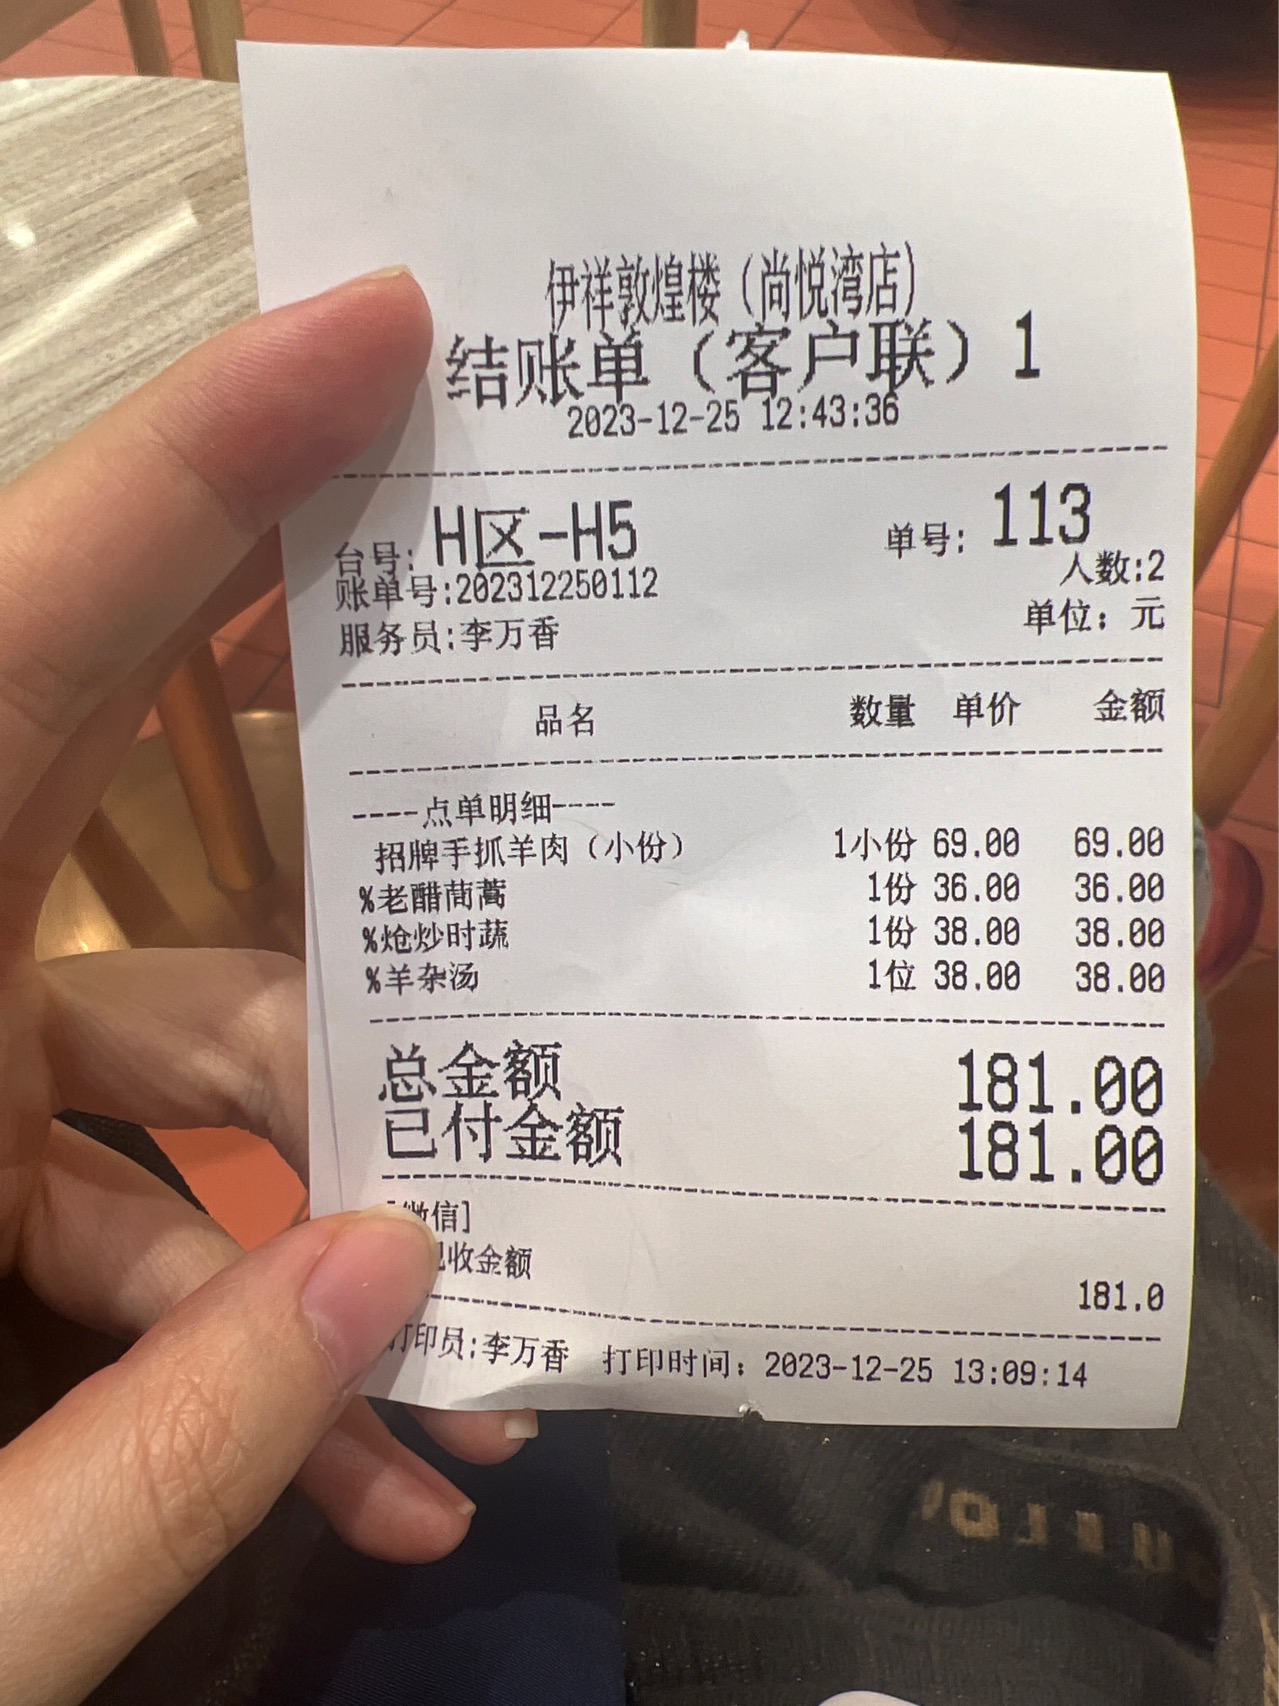 伊祥敦煌楼（尚悦湾店）
结账单（客户联）1
2023-12-25 12:43:36
台号: H区-H5 单号: 113
人数:2
账单号:202312250112
服务员:李万香 单位: 元
品名 数量 单价 金额
----点单明细----
招牌手抓羊肉（小份） 1小份 69.00 69.00
%老醋茼蒿 1份 36.00 36.00
%炝炒时蔬 1份 38.00 38.00
%羊杂汤 1位 38.00 38.00
总金额 181.00
已付金额 181.00
[微信]
收金额
181.0
打印员:李万香 打印时间: 2023-12-25 13:09:14